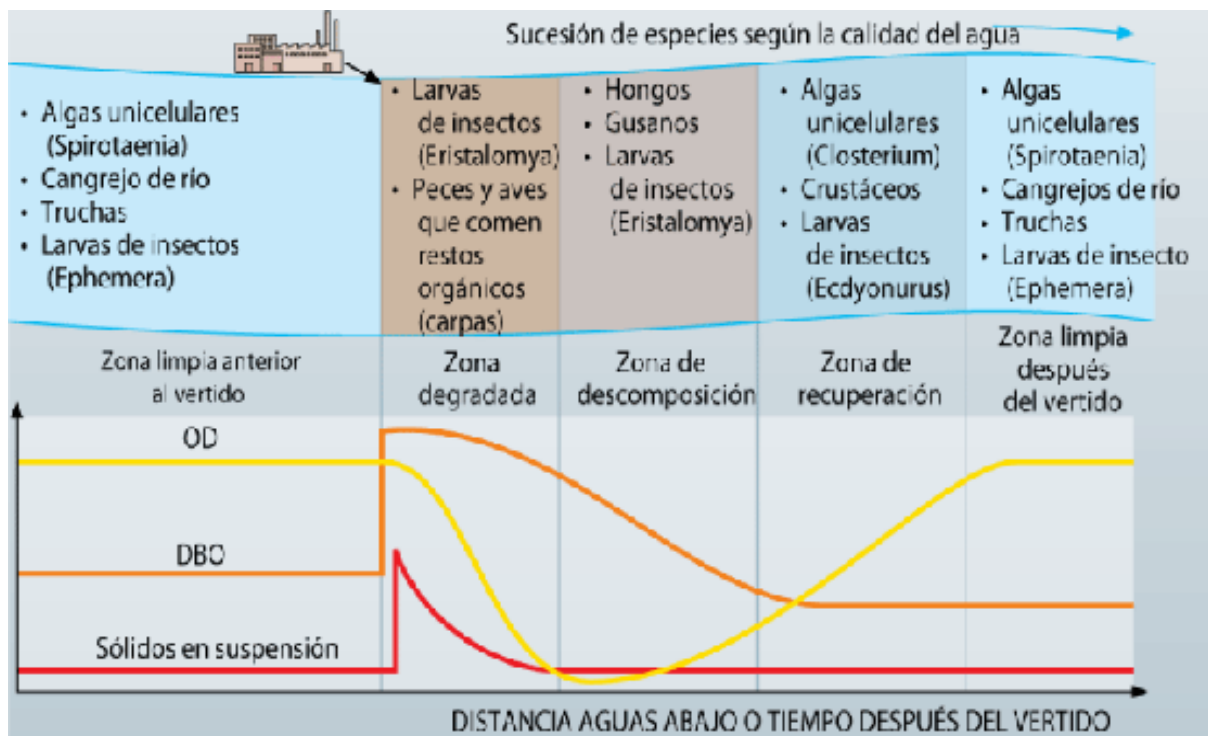 Sucesión de especies según la calidad del agua
• Algas unicelulares
(Spirotaenia)
• Cangrejo de río
• Truchas
• Larvas de insectos
(Ephemera)
• Larvas
de insectos
(Eristalomya)
• Peces y aves
que comen
restos
orgánicos
(carpas)
• Hongos
• Gusanos
• Larvas
de insectos
(Eristalomya)
• Algas
unicelulares
(Closterium)
• Crustáceos
• Larvas
de insectos
(Ecdyonurus)
• Algas
unicelulares
(Spirotaenia)
• Cangrejos de río
• Truchas
• Larvas de insecto
(Ephemera)
Zona limpia anterior
al vertido
Zona
degradada
Zona de
descomposición
Zona de
recuperación
Zona limpia
después
del vertido
OD
DBO
Sólidos en suspensión
DISTANCIA AGUAS ABAJO O TIEMPO DESPUÉS DEL VERTIDO